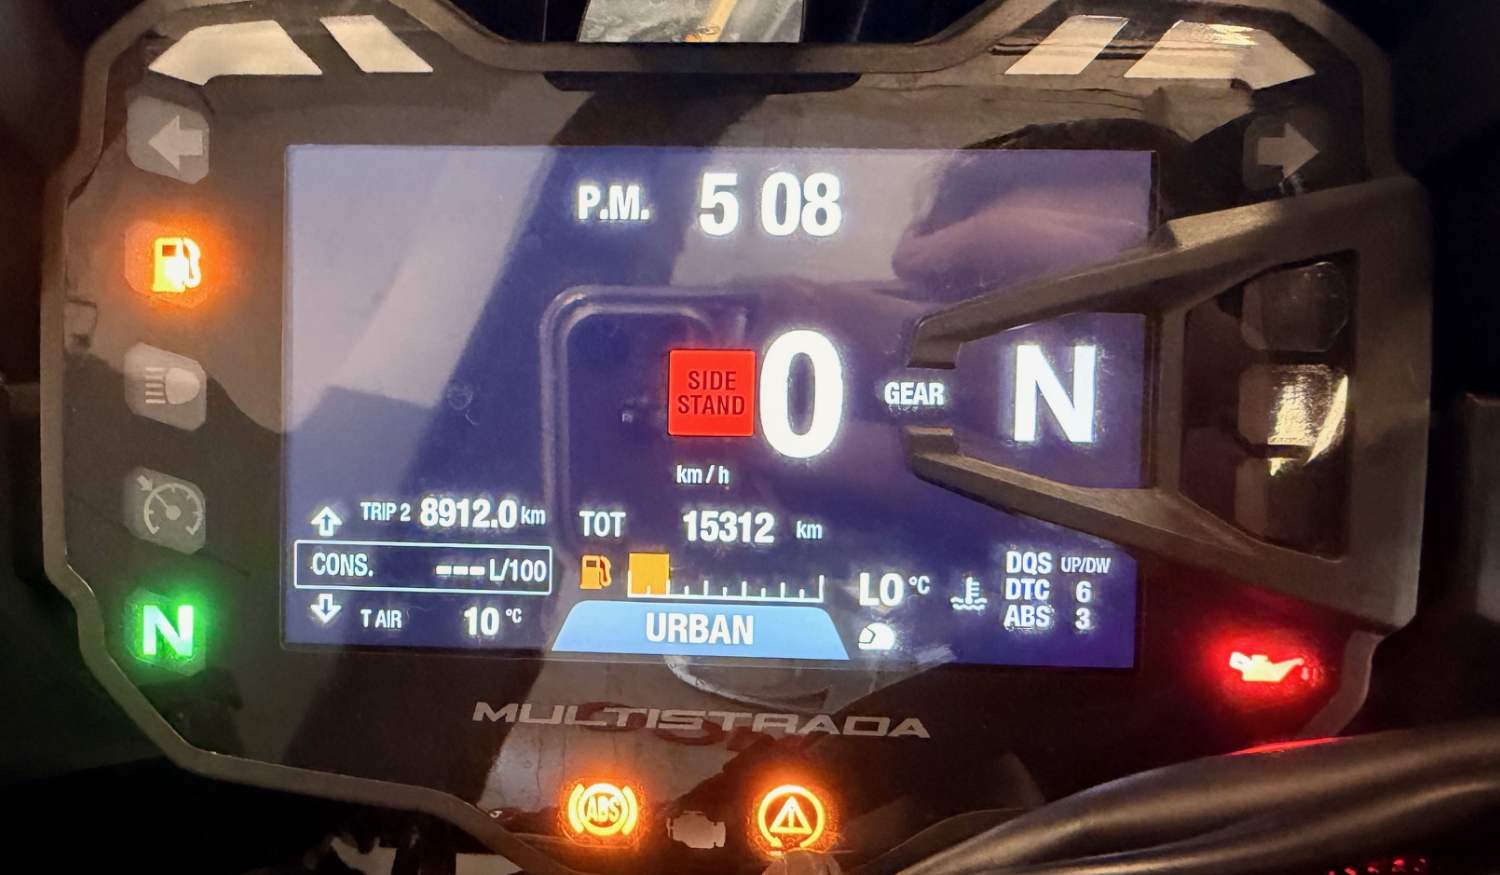 P.M. 5 08
SIDE
STAND
0
km/h
GEAR N
TRIP 2 8912.0 km
CONS. ---L/100
T AIR 10 °C
TOT 15312 km
URBAN
LO °C
DQS UP/DW
DTC 6
ABS 3
N
MULTISTRADA
ABS